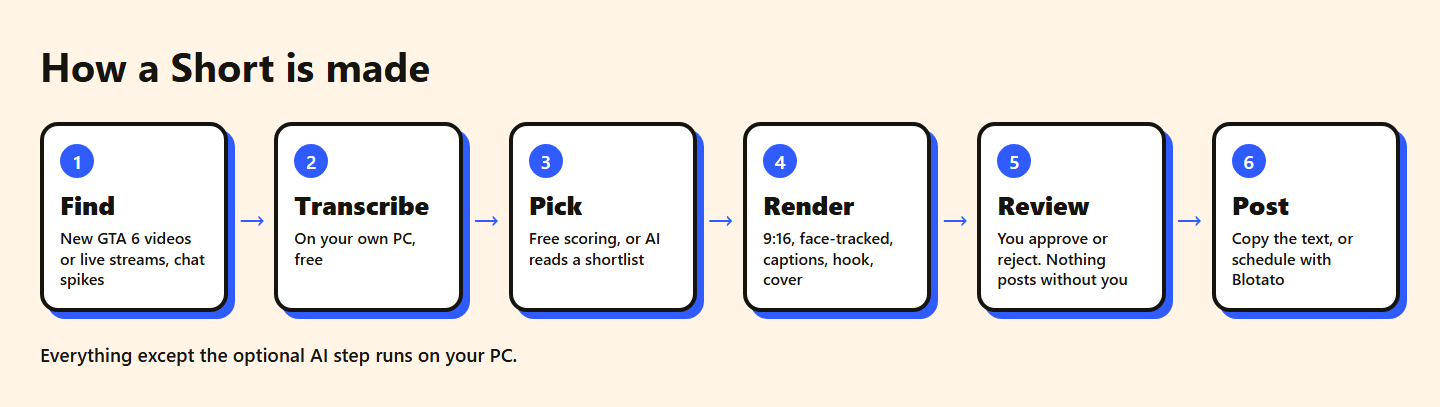 How a Short is made
1
Find
New GTA 6 videos
or live streams, chat
spikes
→
2
Transcribe
On your own PC,
free
→
3
Pick
Free scoring, or AI
reads a shortlist
→
4
Render
9:16, face-tracked,
captions, hook,
cover
→
5
Review
You approve or
reject. Nothing
posts without you
→
6
Post
Copy the text, or
schedule with
Blotato
Everything except the optional AI step runs on your PC.